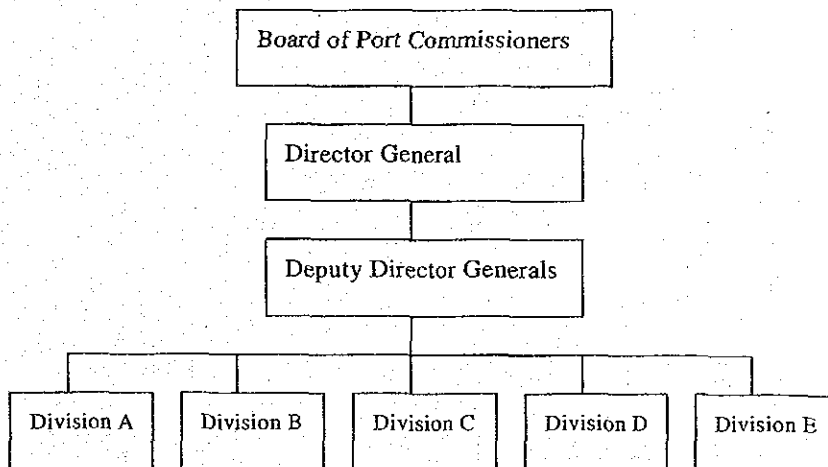 Board of Port Commissioners
Director General
Deputy Director Generals
Division A
Division B
Division C
Division D
Division E